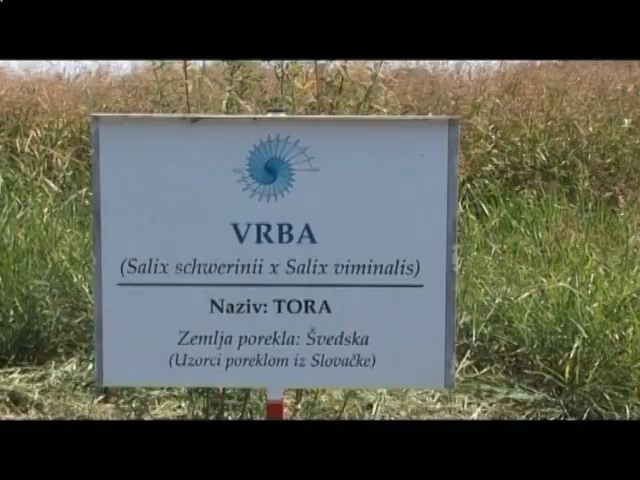 VRBA
(Salix schwerinii x Salix viminalis)
Naziv: TORA
Zemlja porekla: Švedska
(Uzorci poreklom iz Slovačke)